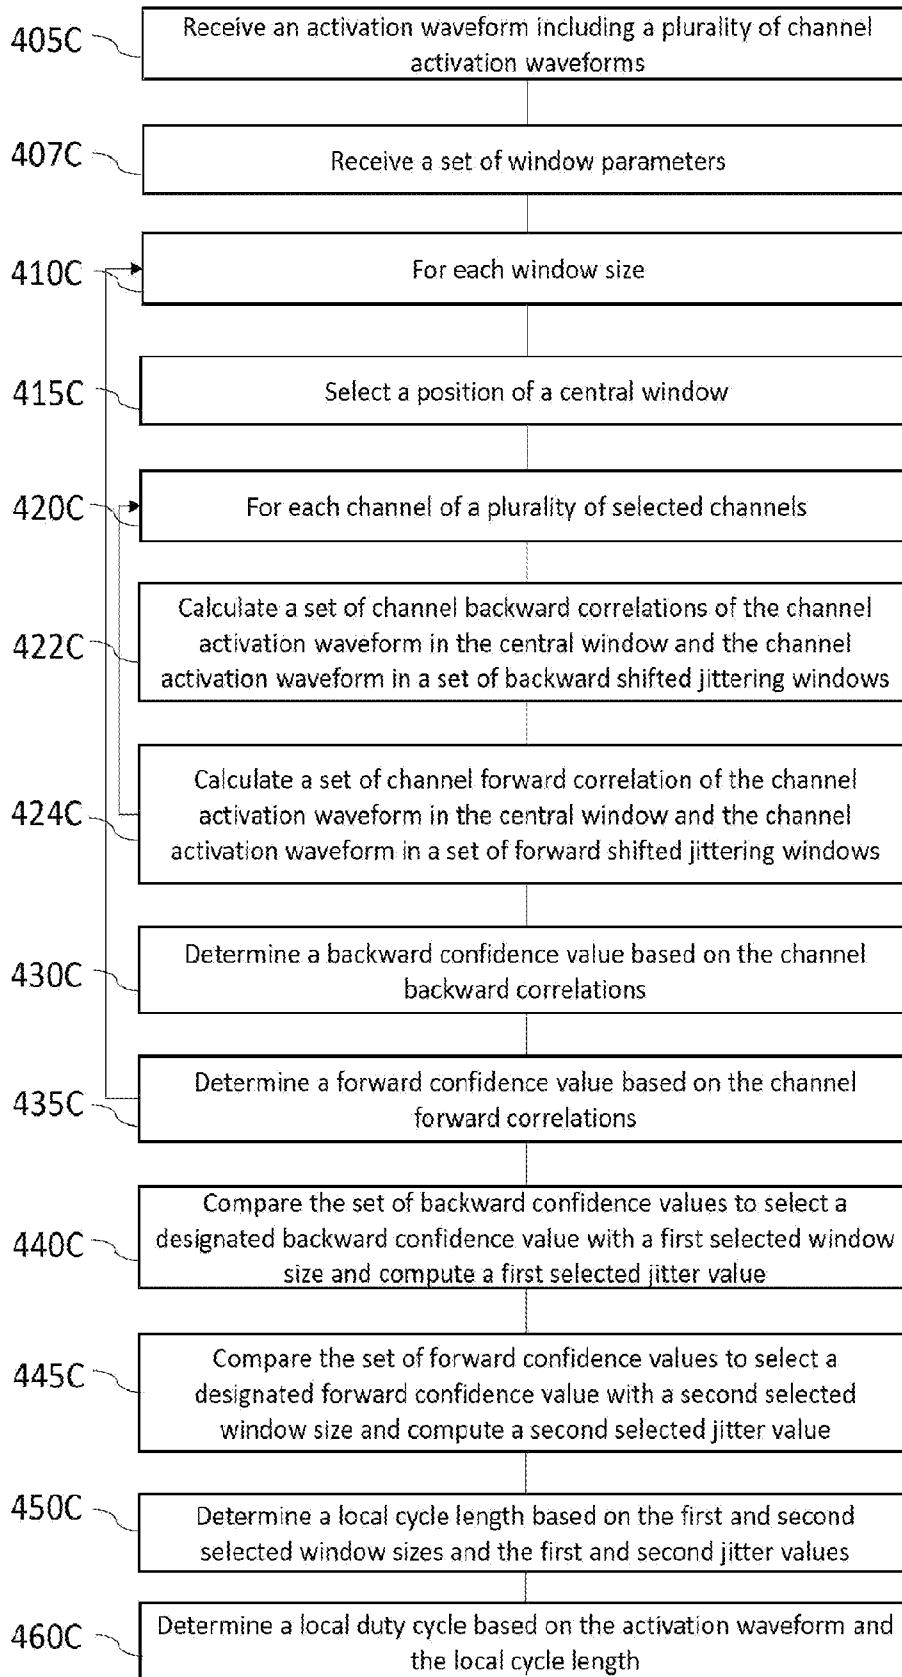 405C
Receive an activation waveform including a plurality of channel
activation waveforms
407C
Receive a set of window parameters
410C
For each window size
415C
Select a position of a central window
420C
For each channel of a plurality of selected channels
422C
Calculate a set of channel backward correlations of the channel
activation waveform in the central window and the channel
activation waveform in a set of backward shifted jittering windows
424C
Calculate a set of channel forward correlation of the channel
activation waveform in the central window and the channel
activation waveform in a set of forward shifted jittering windows
430C
Determine a backward confidence value based on the channel
backward correlations
435C
Determine a forward confidence value based on the channel
forward correlations
440C
Compare the set of backward confidence values to select a
designated backward confidence value with a first selected window
size and compute a first selected jitter value
445C
Compare the set of forward confidence values to select a
designated forward confidence value with a second selected
window size and compute a second selected jitter value
450C
Determine a local cycle length based on the first and second
selected window sizes and the first and second jitter values
460C
Determine a local duty cycle based on the activation waveform and
the local cycle length